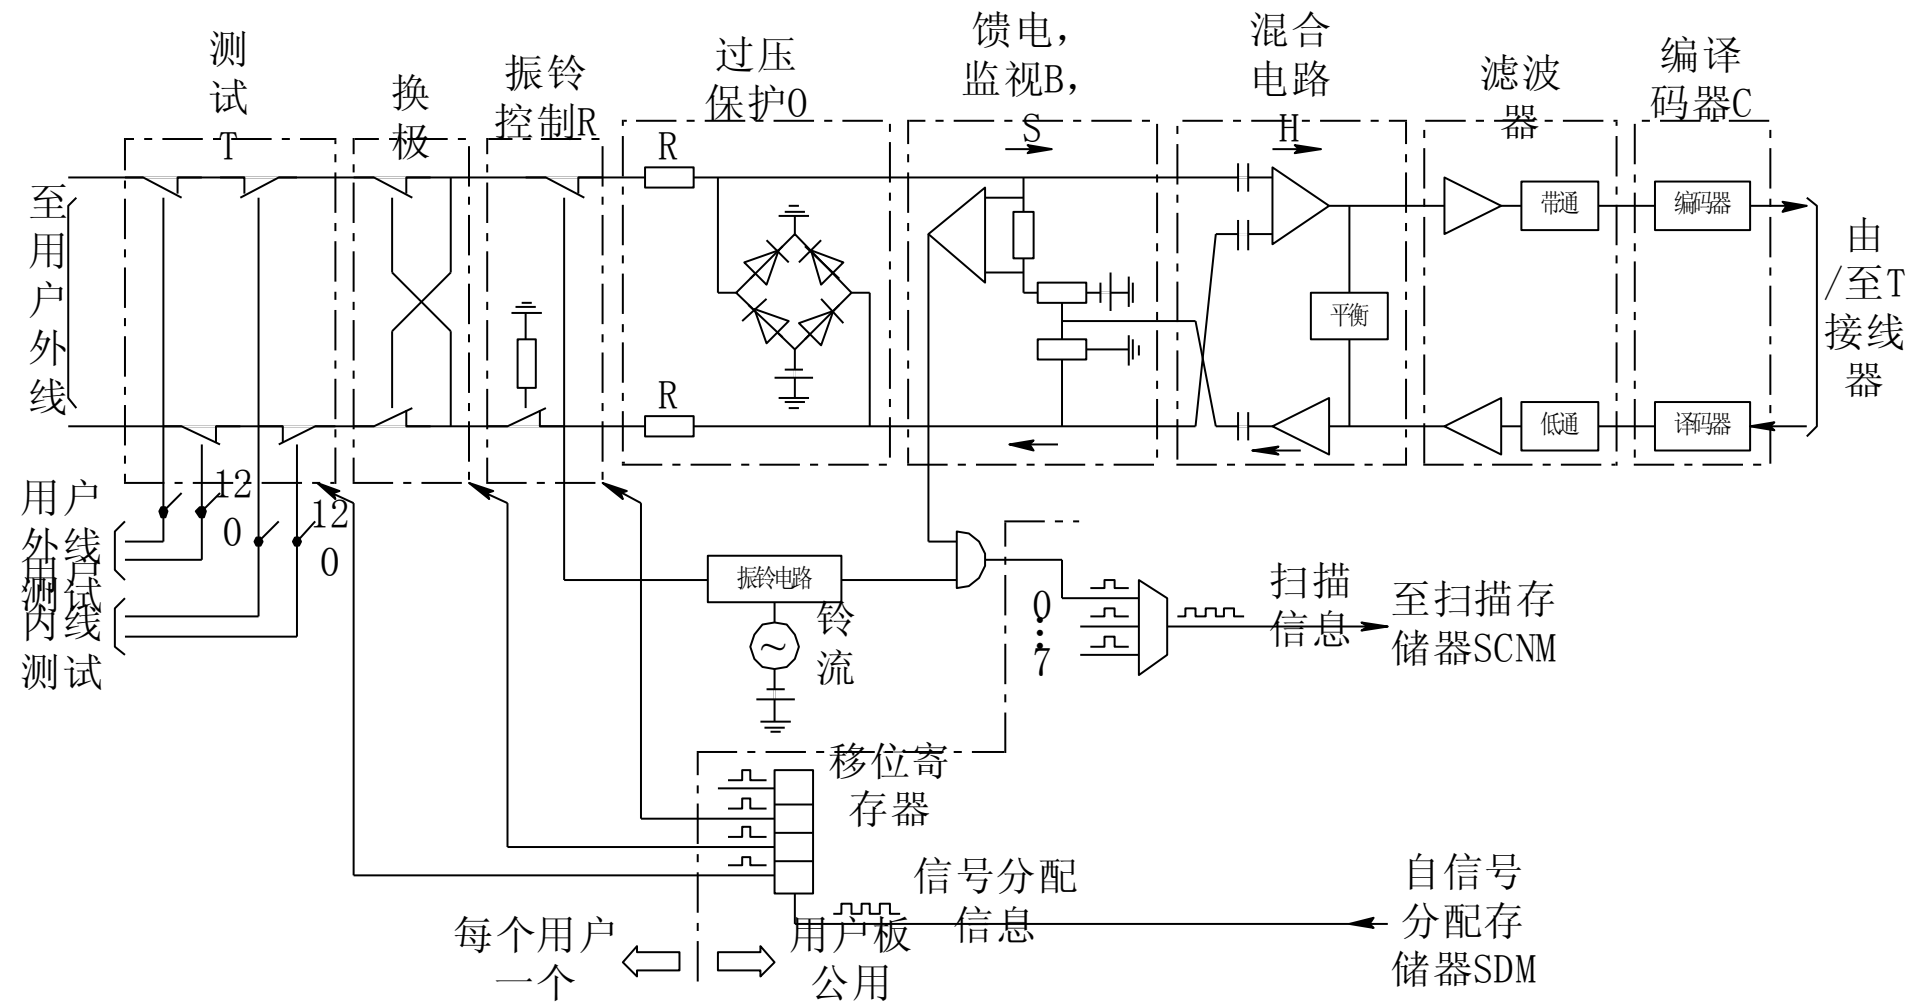 测
试
T
换
极
振铃
控制R
过压
保护O
馈电，
监视B，
S
混合
电路
H
滤波
器
编译
码器C
至
用
户
外
线
R
R
带通
编码器
平衡
低通
译码器
由
/至T
接线
器
用户
外线
测试
12
0
用户
内线
测试
12
0
振铃电路
铃
流
~
0
⋮
7
扫描
信息
至扫描存
储器SCNM
移位寄
存器
信号分配
信息
自信号
分配存
储器SDM
每个用户
一个
用户板
公用